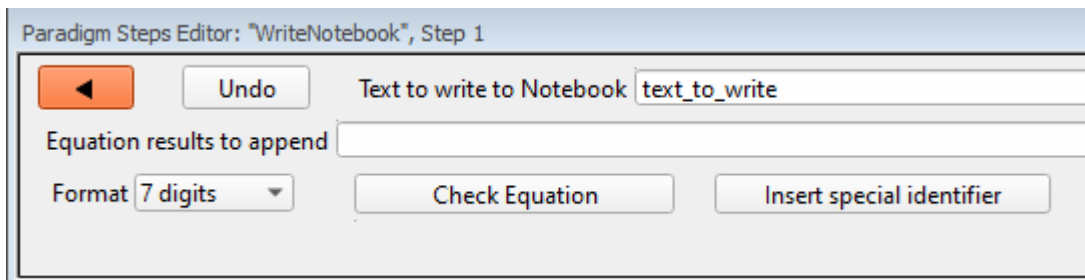 Paradigm Steps Editor: "WriteNotebook", Step 1
Undo Text to write to Notebook text_to_write
Equation results to append
Format 7 digits Check Equation Insert special identifier